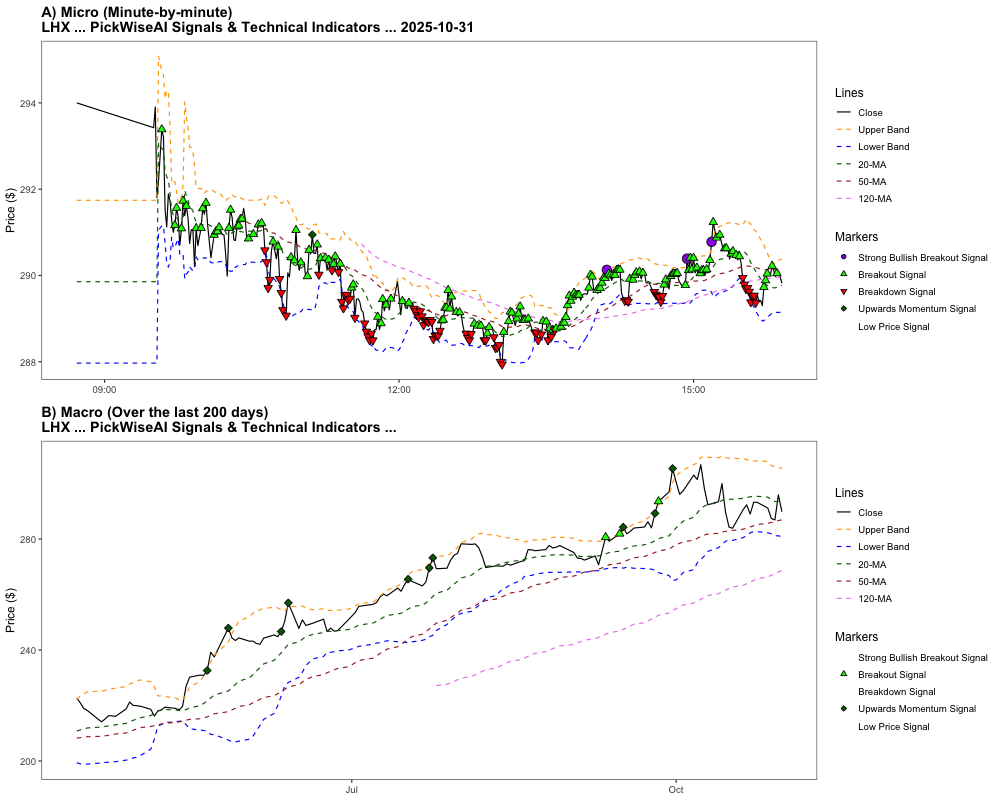 A) Micro (Minute-by-minute)
LHX ... PickWiseAI Signals & Technical Indicators ... 2025-10-31
Price ($)
294
292
290
288
09:00
12:00
15:00
Lines
Close
Upper Band
Lower Band
20-MA
50-MA
120-MA
Markers
Strong Bullish Breakout Signal
Breakout Signal
Breakdown Signal
Upwards Momentum Signal
Low Price Signal
B) Macro (Over the last 200 days)
LHX ... PickWiseAI Signals & Technical Indicators ...
Price ($)
280
240
200
Jul
Oct
Lines
Close
Upper Band
Lower Band
20-MA
50-MA
120-MA
Markers
Strong Bullish Breakout Signal
Breakout Signal
Breakdown Signal
Upwards Momentum Signal
Low Price Signal